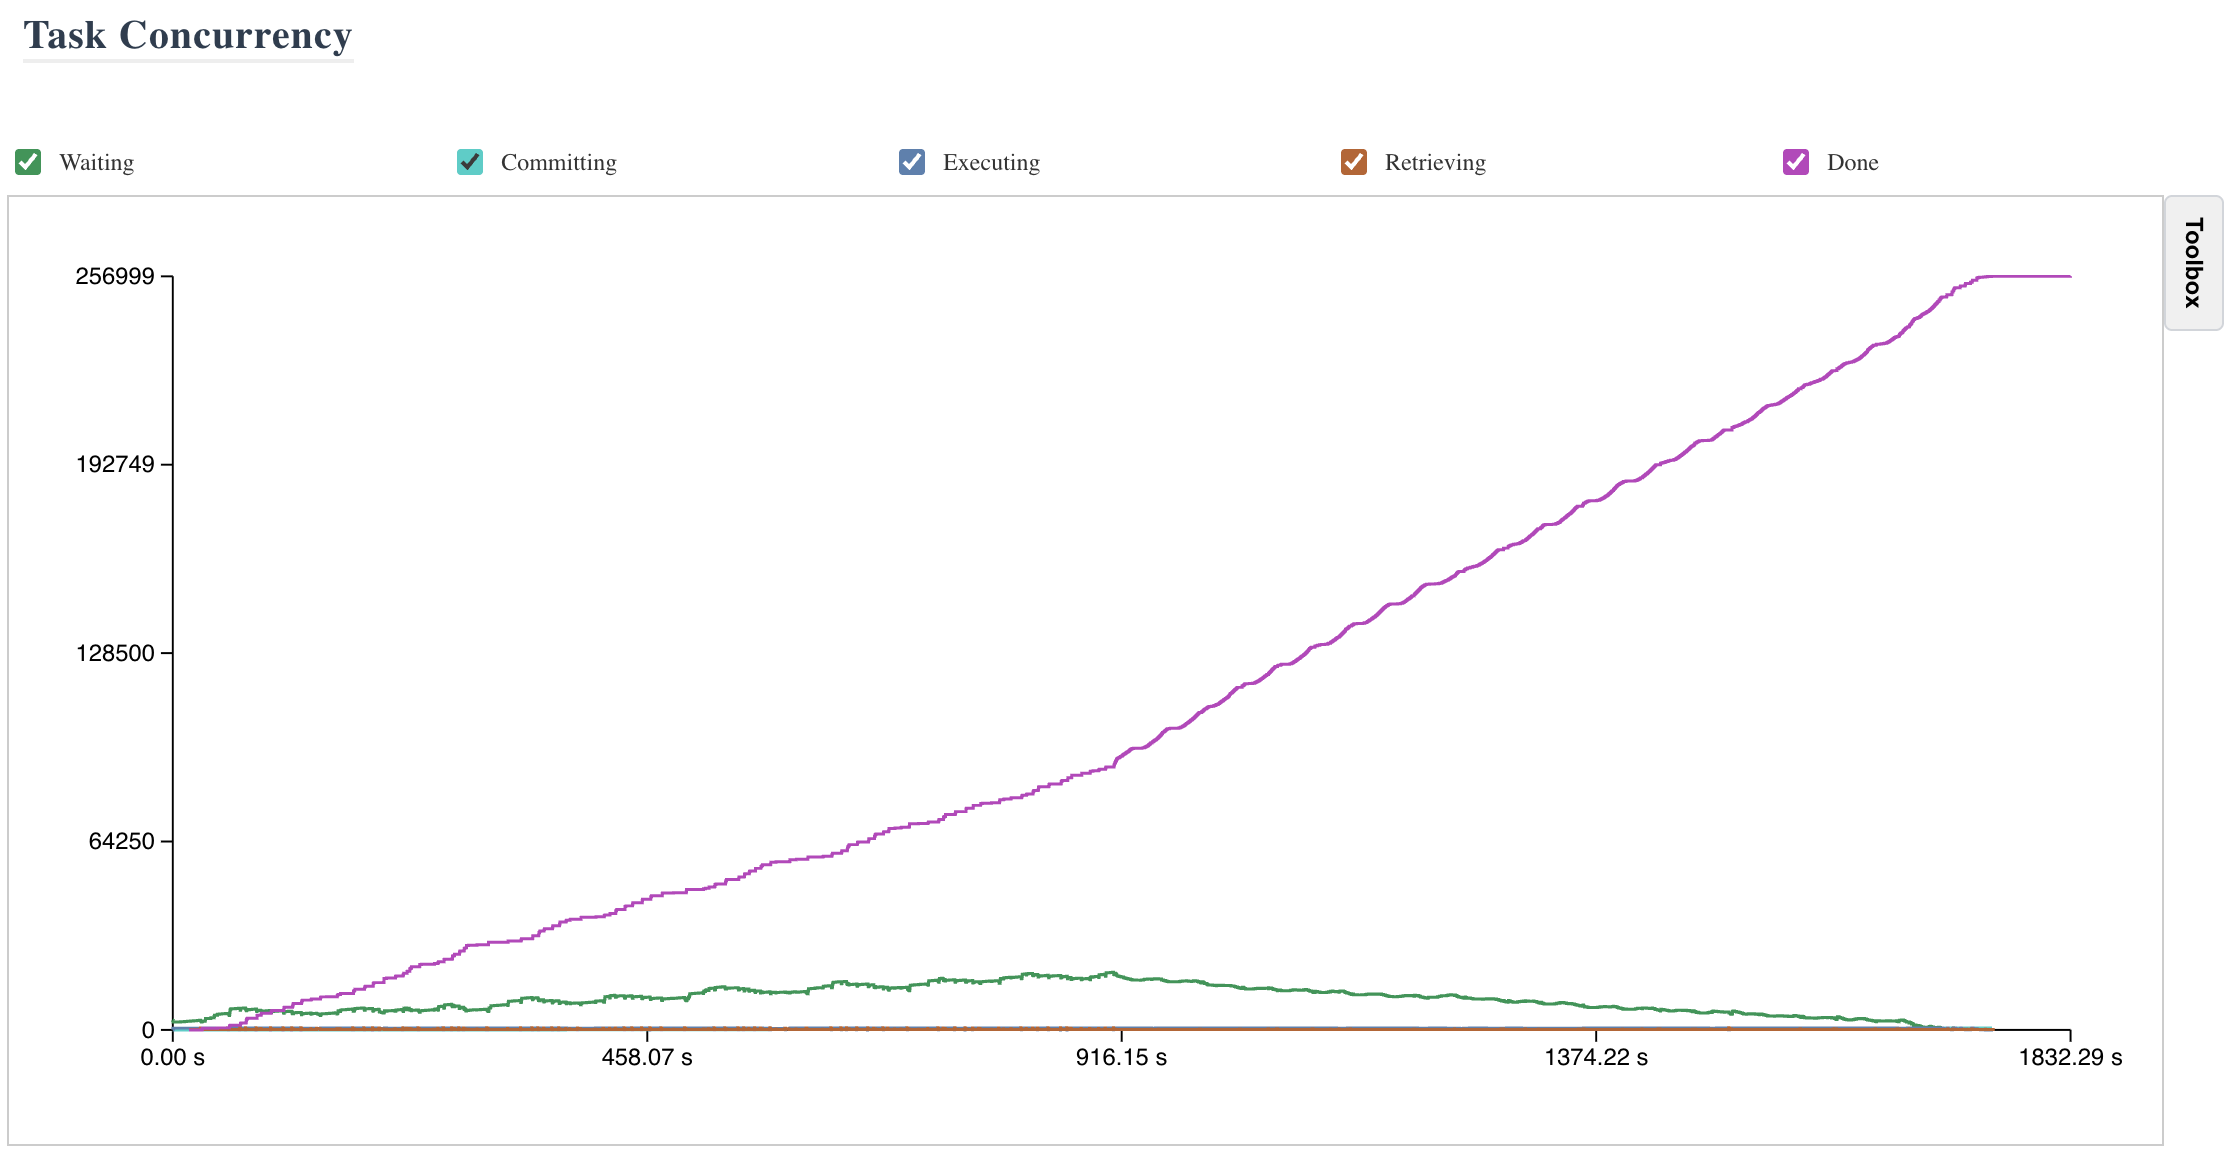 Task Concurrency
Waiting
Committing
Executing
Retrieving
Done
Toolbox
256999
192749
128500
64250
0
0.00 s
458.07 s
916.15 s
1374.22 s
1832.29 s